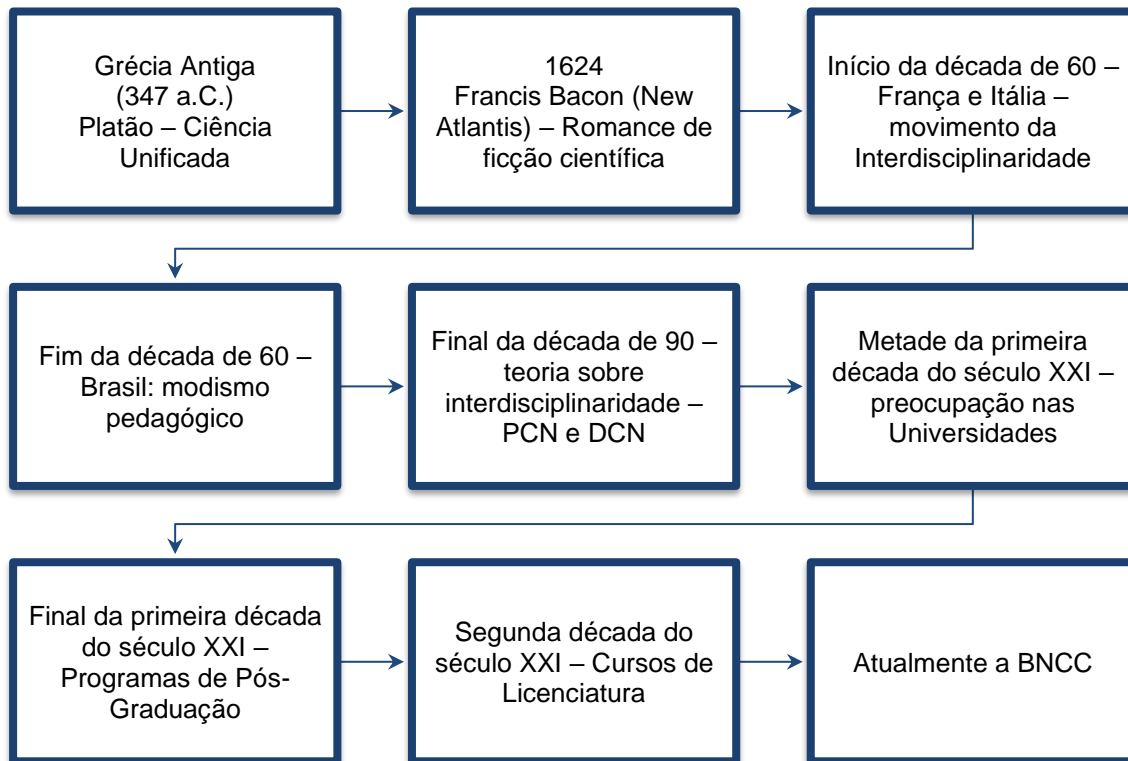 Grécia Antiga
(347 a.C.)
Platão – Ciência
Unificada
1624
Francis Bacon (New
Atlantis) – Romance de
ficção científica
Início da década de 60 –
França e Itália –
movimento da
Interdisciplinaridade
Fim da década de 60 –
Brasil: modismo
pedagógico
Final da década de 90 –
teoria sobre
interdisciplinaridade –
PCN e DCN
Metade da primeira
década do século XXI –
preocupação nas
Universidades
Final da primeira década
do século XXI –
Programas de Pós-
Graduação
Segunda década do
século XXI – Cursos de
Licenciatura
Atualmente a BNCC